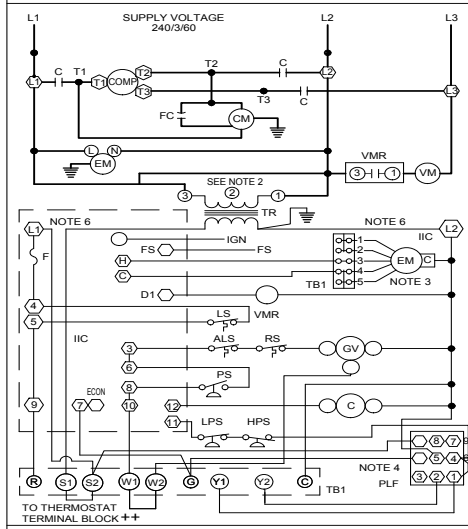 L1 SUPPLY VOLTAGE L2 L3
240/3/60
L1 C T1 T1 COMP T2 T2 C L2
T3 T3 C L3
FC CM
L N
EM
VMR
3 1 VM
SEE NOTE 2
3 2 1
TR
L1 NOTE 6 IGN NOTE 6 IIC L2
F FS FS
H C
1
2
3
4
5
EM C
TB1 NOTE 3
D1
4
5
LS VMR
IIC
3 ALS RS GV
6
PS
8
9 ECON 7 10 12 C
11
LPS HPS
8 7 9
5 4 6
3 2 1
NOTE 4
PLF
R S1 S2 W1 W2 G Y1 Y2 C
TB1
TO THERMOSTAT
TERMINAL BLOCK ++